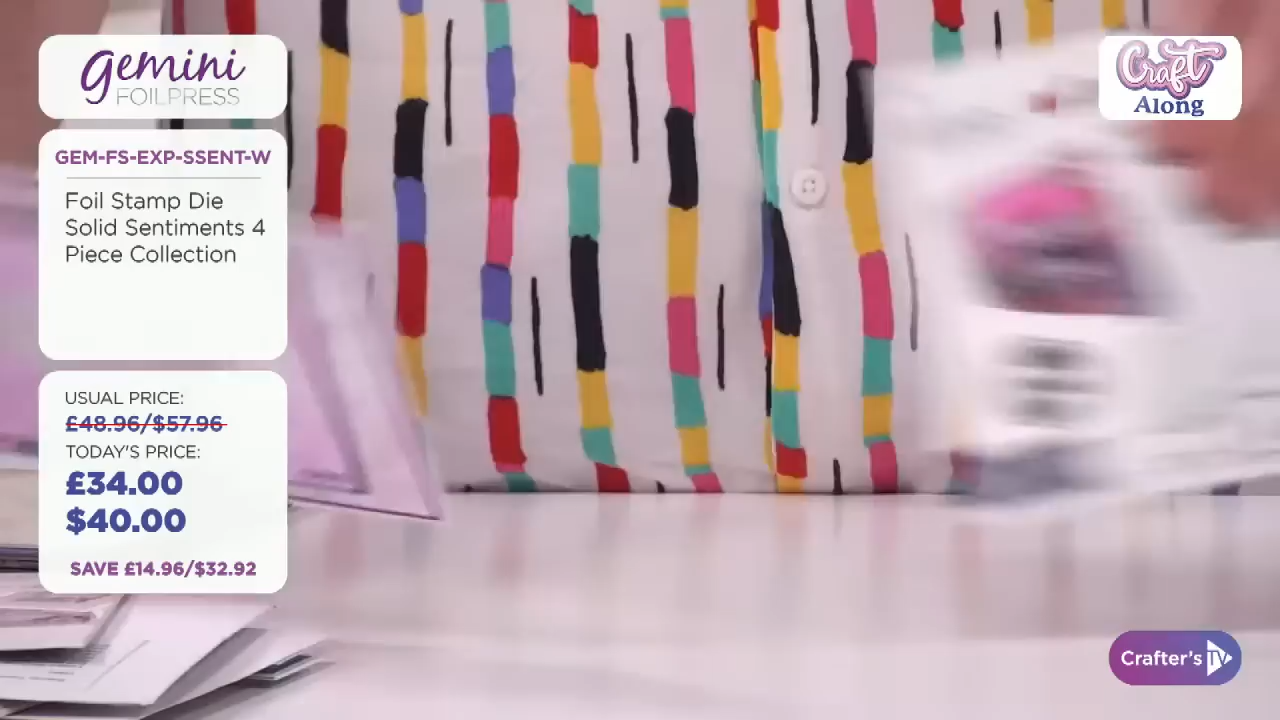 gemini
FOILPRESS
GEM-FS-EXP-SSENT-W
Foil Stamp Die
Solid Sentiments 4
Piece Collection
USUAL PRICE:
£48.96/$57.96
TODAY'S PRICE:
£34.00
$40.00
SAVE £14.96/$32.92
Craft
Along
Crafter's TV